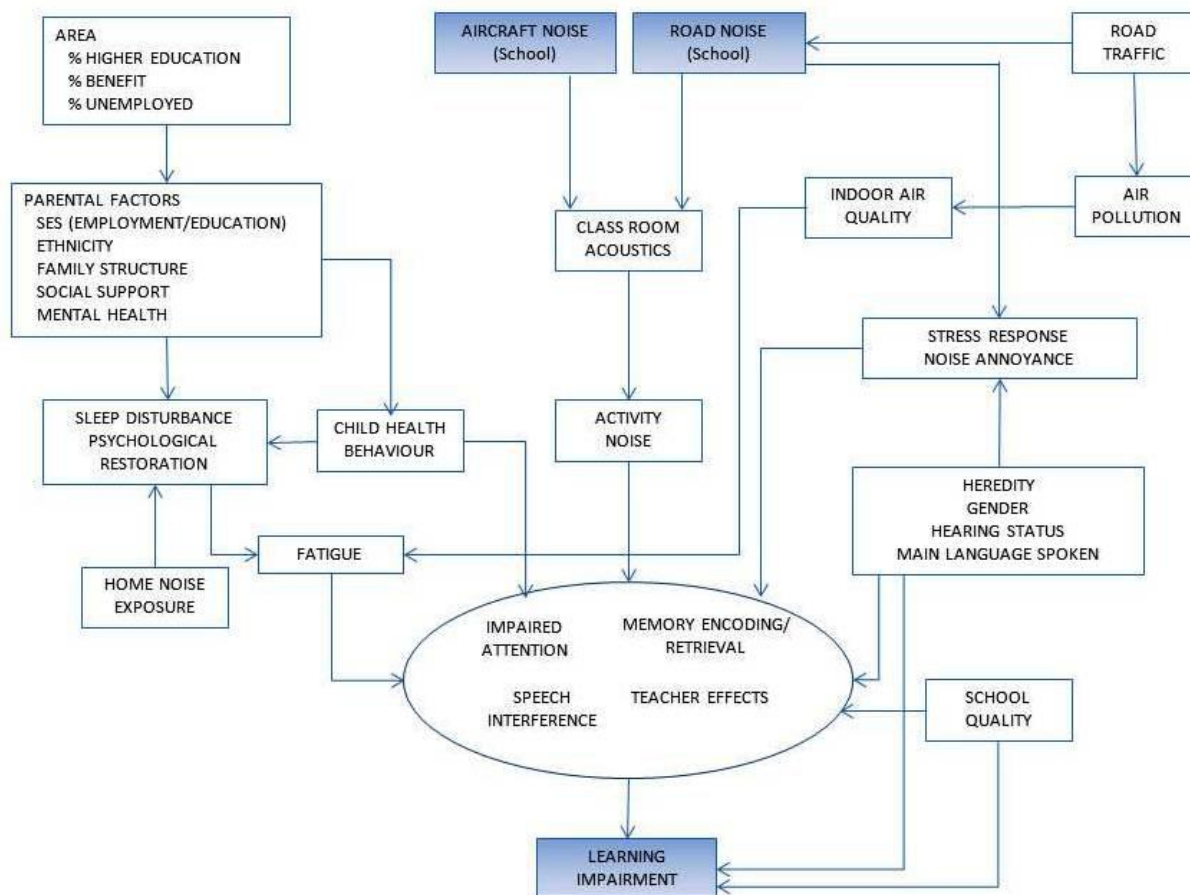 AREA
% HIGHER EDUCATION
% BENEFIT
% UNEMPLOYED
AIRCRAFT NOISE
(School)
ROAD NOISE
(School)
ROAD
TRAFFIC
PARENTAL FACTORS
SES (EMPLOYMENT/EDUCATION)
ETHNICITY
FAMILY STRUCTURE
SOCIAL SUPPORT
MENTAL HEALTH
CLASS ROOM
ACOUSTICS
INDOOR AIR
QUALITY
AIR
POLLUTION
STRESS RESPONSE
NOISE ANNOYANCE
SLEEP DISTURBANCE
PSYCHOLOGICAL
RESTORATION
CHILD HEALTH
BEHAVIOUR
ACTIVITY
NOISE
HEREDITY
GENDER
HEARING STATUS
MAIN LANGUAGE SPOKEN
FATIGUE
HOME NOISE
EXPOSURE
IMPAIRED
ATTENTION
MEMORY ENCODING/
RETRIEVAL
SPEECH
INTERFERENCE
TEACHER EFFECTS
SCHOOL
QUALITY
LEARNING
IMPAIRMENT